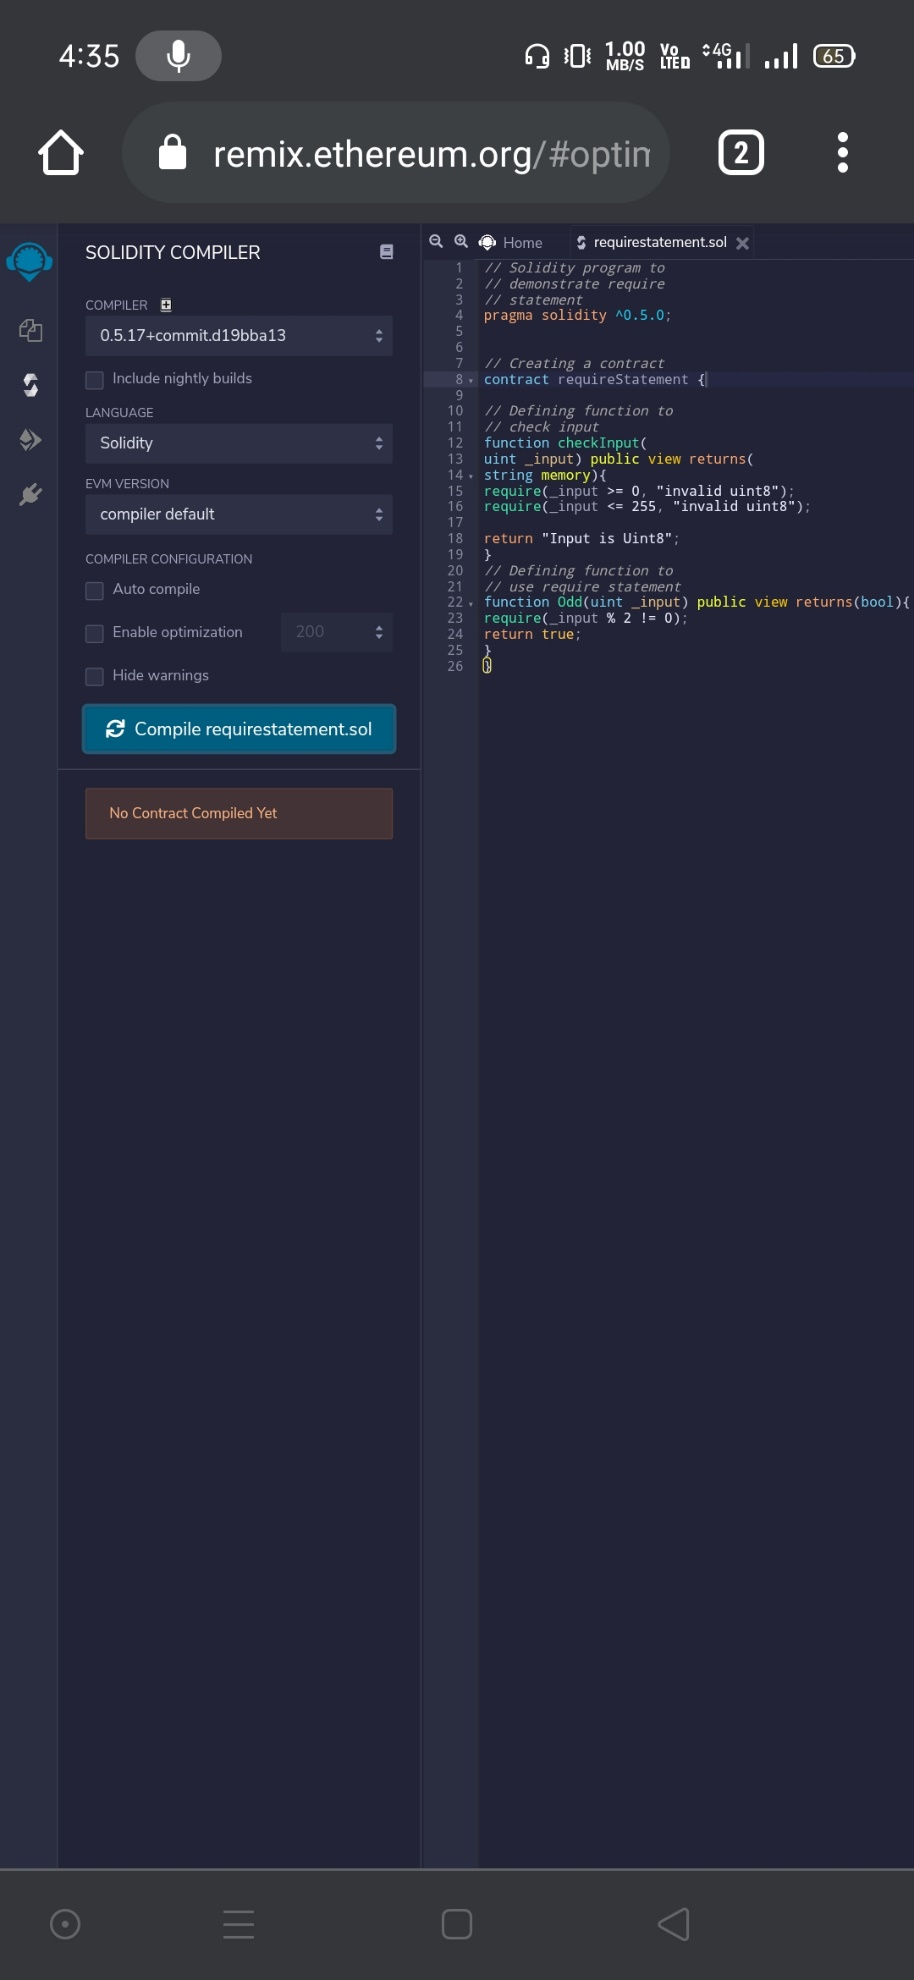 4:35
1.00
MB/S
Vo
LTED
4G
65
remix.ethereum.org/#optim
2
SOLIDITY COMPILER
COMPILER
0.5.17+commit.d19bba13
Include nightly builds
LANGUAGE
Solidity
EVM VERSION
compiler default
COMPILER CONFIGURATION
Auto compile
Enable optimization
200
Hide warnings
Compile requirestatement.sol
No Contract Compiled Yet
Home
requirestatement.sol
1 // Solidity program to
2 // demonstrate require
3 // statement
4 pragma solidity ^0.5.0;
5
6
7 // Creating a contract
8 contract requireStatement {
9
10 // Defining function to
11 // check input
12 function checkInput(
13 uint _input) public view returns(
14 string memory){
15 require(_input >= 0, "invalid uint8");
16 require(_input <= 255, "invalid uint8");
17
18 return "Input is Uint8";
19 }
20 // Defining function to
21 // use require statement
22 function Odd(uint _input) public view returns(bool){
23 require(_input % 2 != 0);
24 return true;
25 }
26 }